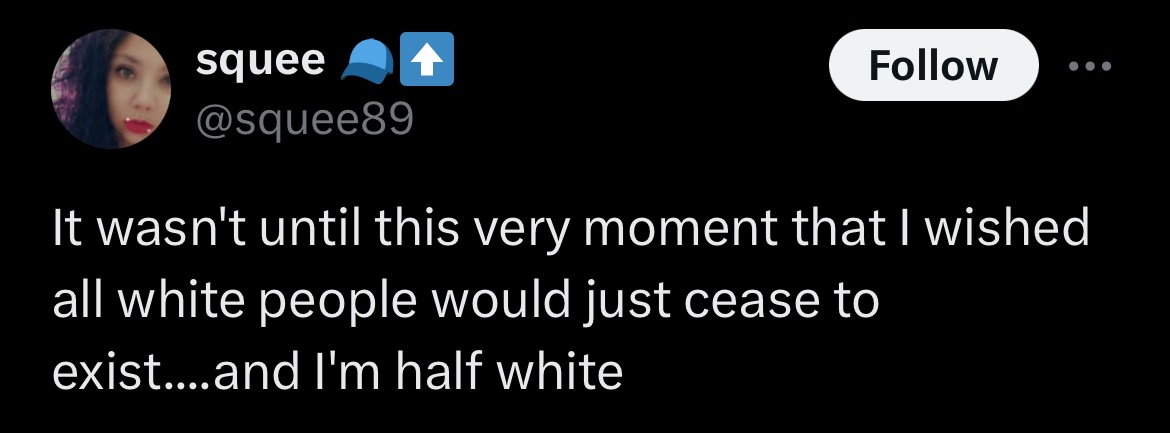 squee 🧢⬆️
@squee89
Follow
It wasn't until this very moment that I wished
all white people would just cease to
exist....and I'm half white